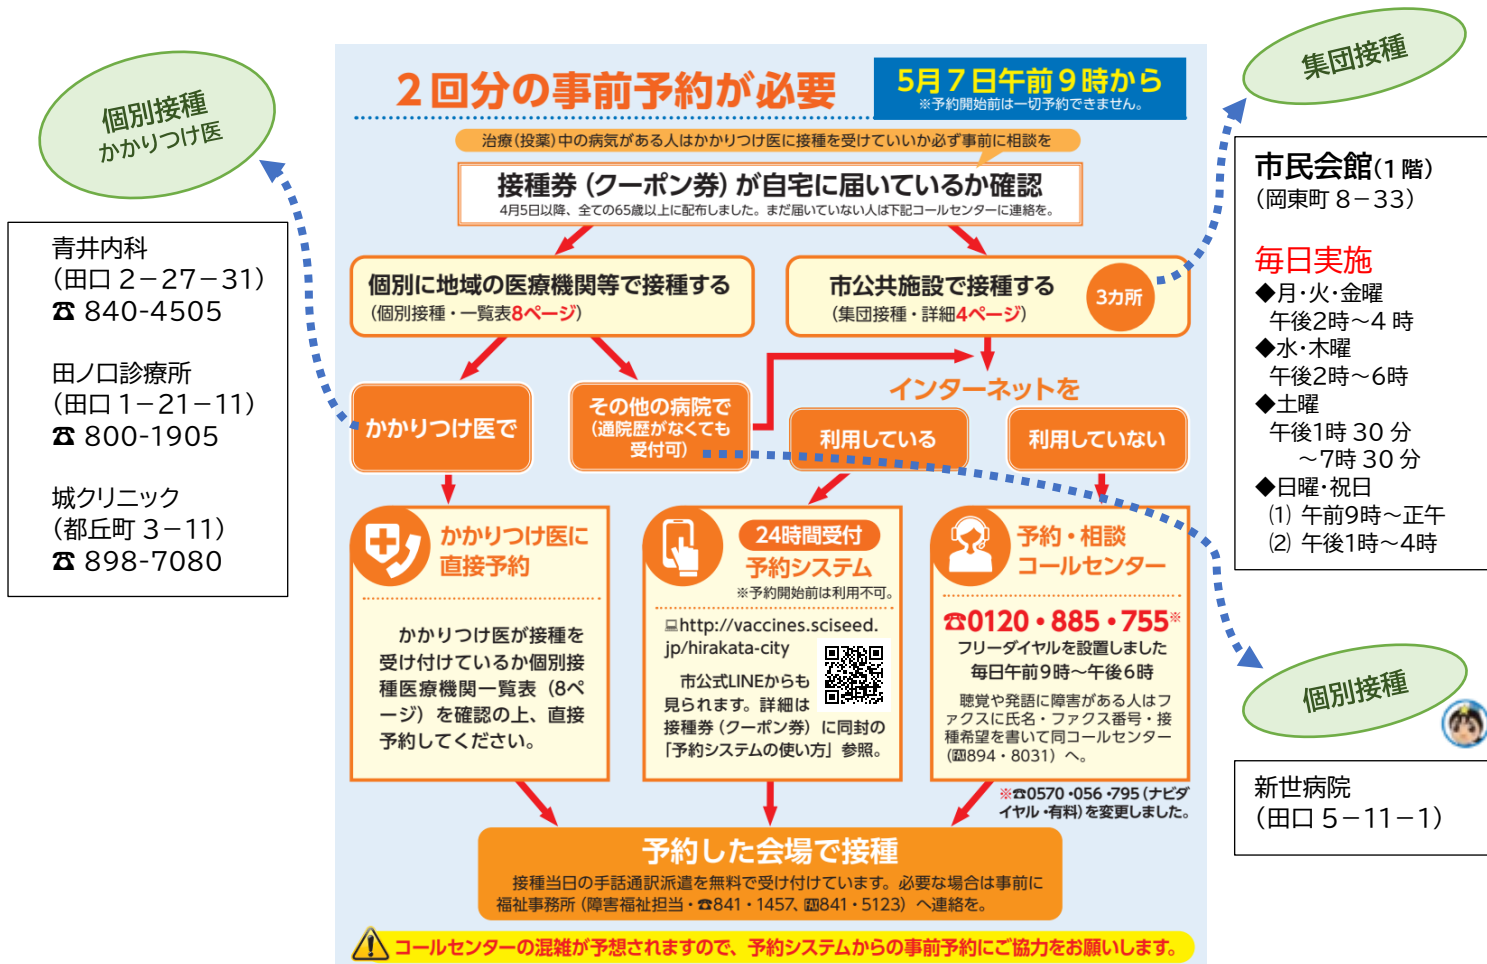 個別接種
かかりつけ医
青井内科
(田口 2－27－31)
☎ 840-4505
田ノ口診療所
(田口 1－21－11)
☎ 800-1905
城クリニック
(都丘町 3－11)
☎ 898-7080
2回分の事前予約が必要
5月7日午前9時から
※予約開始前は一切予約できません。
治療(投薬)中の病気がある人はかかりつけ医に接種を受けていいか必ず事前に相談を
接種券(クーポン券)が自宅に届いているか確認
4月5日以降、全ての65歳以上に配布しました。まだ届いていない人は下記コールセンターに連絡を。
個別に地域の医療機関等で接種する
(個別接種・一覧表8ページ)
市公共施設で接種する
(集団接種・詳細4ページ)
3カ所
かかりつけ医で
その他の病院で
(通院歴がなくても
受付可)
インターネットを
利用している
利用していない
かかりつけ医に
直接予約
かかりつけ医が接種を
受け付けているか個別接
種医療機関一覧表(8ペ
ージ)を確認の上、直接
予約してください。
24時間受付
予約システム
※予約開始前は利用不可。
http://vaccines.sciseed.
jp/hirakata-city
市公式LINEからも
見られます。詳細は
接種券(クーポン券)に同封の
「予約システムの使い方」参照。
予約・相談
コールセンター
☎0120・885・755※
フリーダイヤルを設置しました
毎日午前9時〜午後6時
聴覚や発語に障害がある人はフ
ァクスに氏名・ファクス番号・接
種希望を書いて同コールセンター
(FAX894・8031)へ。
※☎0570・056・795(ナビダ
イヤル・有料)を変更しました。
予約した会場で接種
接種当日の手話通訳派遣を無料で受け付けています。必要な場合は事前に
福祉事務所(障害福祉担当・☎841・1457、FAX841・5123)へ連絡を。
コールセンターの混雑が予想されますので、予約システムからの事前予約にご協力をお願いします。
集団接種
市民会館(1階)
(岡東町 8－33)
毎日実施
◆月・火・金曜
午後2時～4時
◆水・木曜
午後2時～6時
◆土曜
午後1時30分
～7時30分
◆日曜・祝日
(1) 午前9時～正午
(2) 午後1時～4時
個別接種
新世病院
(田口 5－11－1)